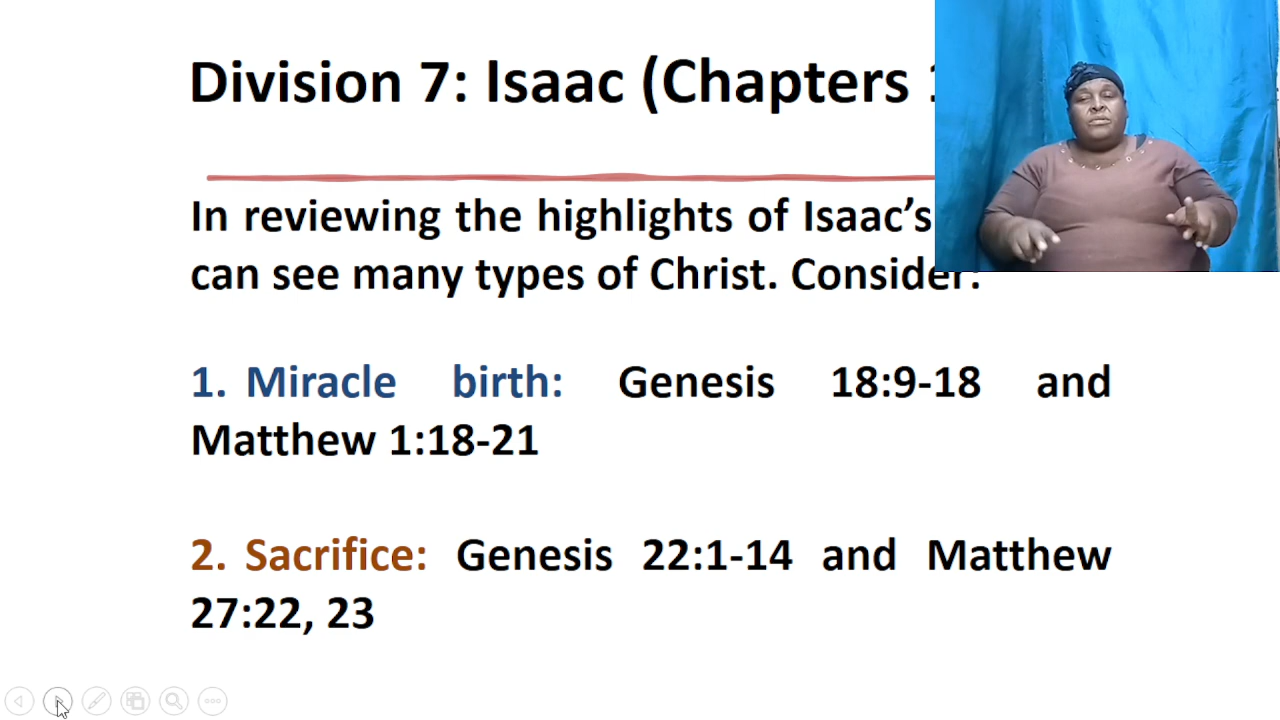 Division 7: Isaac (Chapters
In reviewing the highlights of Isaac’s
can see many types of Christ. Consider:
1. Miracle birth: Genesis 18:9-18 and
Matthew 1:18-21
2. Sacrifice: Genesis 22:1-14 and Matthew
27:22, 23